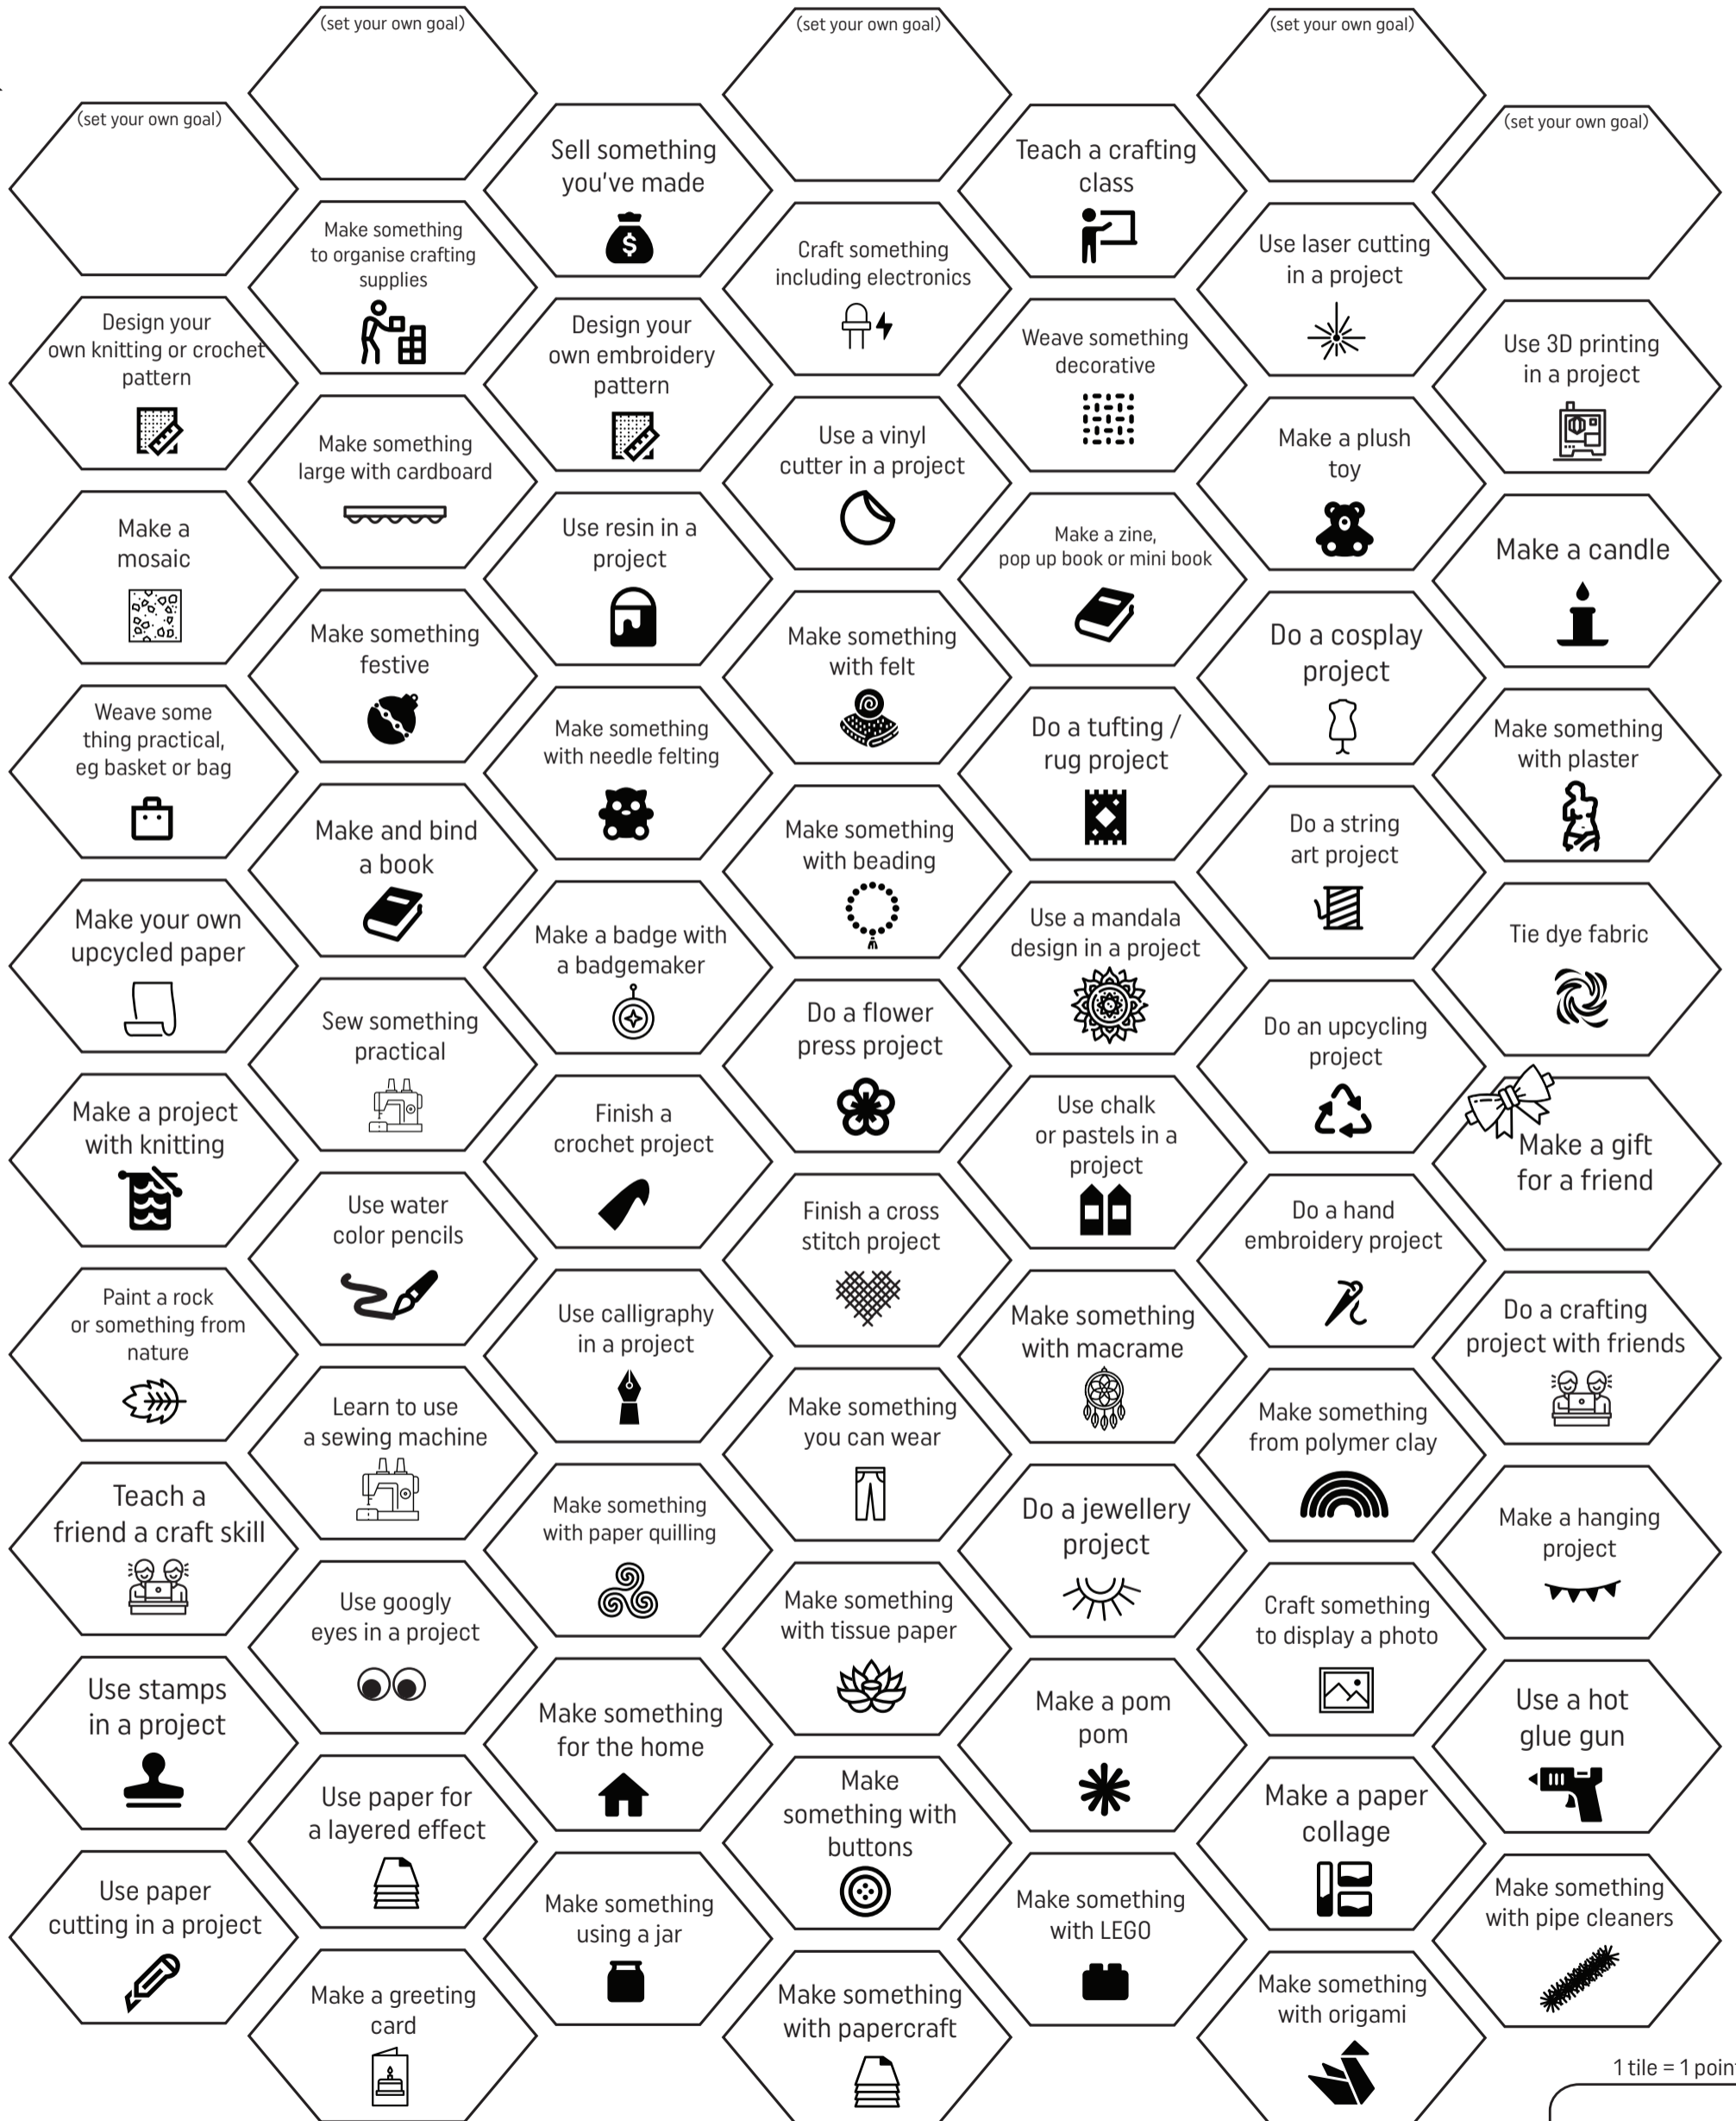 (set your own goal)
(set your own goal)
(set your own goal)
(set your own goal)
(set your own goal)
Sell something
you've made
Teach a crafting
class
Make something
to organise crafting
supplies
Craft something
including electronics
Use laser cutting
in a project
Design your
own knitting or crochet
pattern
Design your
own embroidery
pattern
Weave something
decorative
Use 3D printing
in a project
Make something
large with cardboard
Use a vinyl
cutter in a project
Make a plush
toy
Make a
mosaic
Use resin in a
project
Make a zine,
pop up book or mini book
Make a candle
Make something
festive
Make something
with felt
Do a cosplay
project
Weave some
thing practical,
eg basket or bag
Make something
with needle felting
Do a tufting /
rug project
Make something
with plaster
Make and bind
a book
Make something
with beading
Do a string
art project
Make your own
upcycled paper
Make a badge with
a badgemaker
Use a mandala
design in a project
Tie dye fabric
Sew something
practical
Do a flower
press project
Do an upcycling
project
Make a project
with knitting
Finish a
crochet project
Use chalk
or pastels in a
project
Make a gift
for a friend
Use water
color pencils
Finish a cross
stitch project
Do a hand
embroidery project
Paint a rock
or something from
nature
Use calligraphy
in a project
Make something
with macrame
Do a crafting
project with friends
Learn to use
a sewing machine
Make something
you can wear
Make something
from polymer clay
Teach a
friend a craft skill
Make something
with paper quilling
Do a jewellery
project
Make a hanging
project
Use googly
eyes in a project
Make something
with tissue paper
Craft something
to display a photo
Use stamps
in a project
Make something
for the home
Make a pom
pom
Use a hot
glue gun
Use paper for
a layered effect
Make
something with
buttons
Make a paper
collage
Use paper
cutting in a project
Make something
using a jar
Make something
with LEGO
Make something
with pipe cleaners
Make a greeting
card
Make something
with papercraft
Make something
with origami
1 tile = 1 point